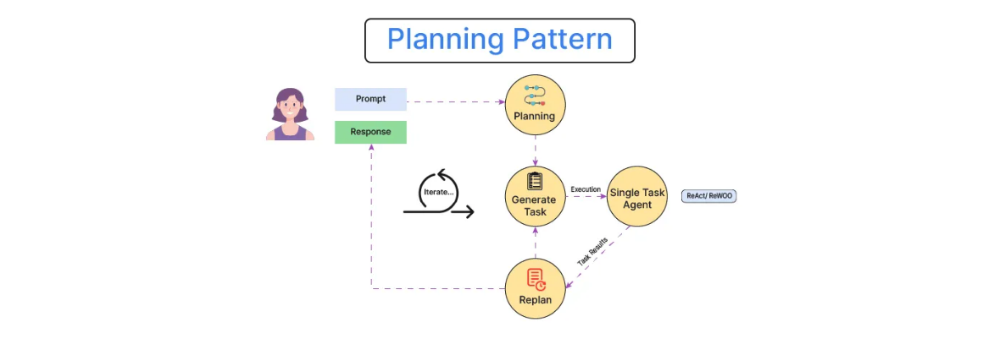 Planning Pattern
Prompt
Response
Planning
Iterate...
Generate
Task
Execution
Single Task
Agent
ReAct/ ReWOO
Task Results
Replan